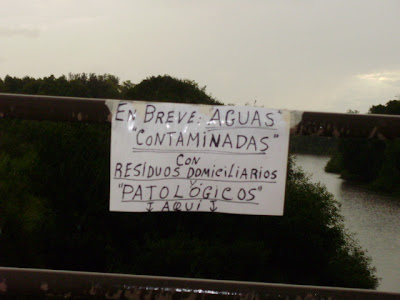 EN BREVE: "AGUAS
"CONTAMINADAS"
CON
RESIDUOS DOMICILIARIOS
Y
"PATOLÓGICOS"
↓ AQUÍ ↓